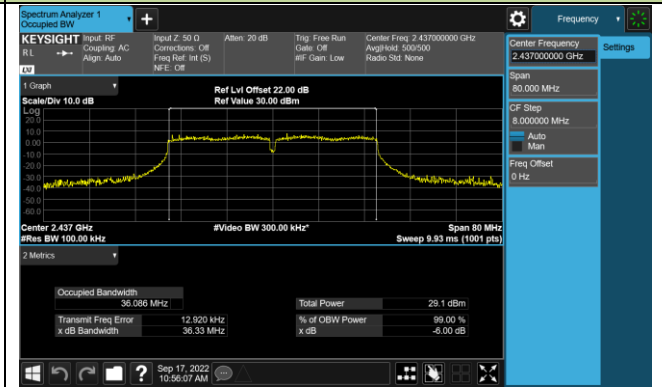 Spectrum Analyzer 1
Occupied BW
Frequency
KEYSIGHT
RL
Input: RF
Coupling: AC
Align: Auto
Input Z: 50 Ω
Corrections: Off
Freq Ref: Int (S)
NFE: Off
Atten: 20 dB
Trig: Free Run
Gate: Off
#IF Gain: Low
Center Freq: 2.437000000 GHz
Avg|Hold: 500/500
Radio Std: None
LXI
Center Frequency
2.437000000 GHz
Settings
Span
80.000 MHz
CF Step
8.000000 MHz
Auto
Man
Freq Offset
0 Hz
1 Graph
Scale/Div 10.0 dB
Ref Lvl Offset 22.00 dB
Ref Value 30.00 dBm
Log
20.0
10.0
0.00
-10.0
-20.0
-30.0
-40.0
-50.0
-60.0
Center 2.437 GHz
#Res BW 100.00 kHz
#Video BW 300.00 kHz*
Span 80 MHz
Sweep 9.93 ms (1001 pts)
2 Metrics
Occupied Bandwidth
36.086 MHz
Total Power 29.1 dBm
Transmit Freq Error 12.920 kHz
% of OBW Power 99.00 %
x dB Bandwidth 36.33 MHz
x dB -6.00 dB
?
Sep 17, 2022
10:56:07 AM